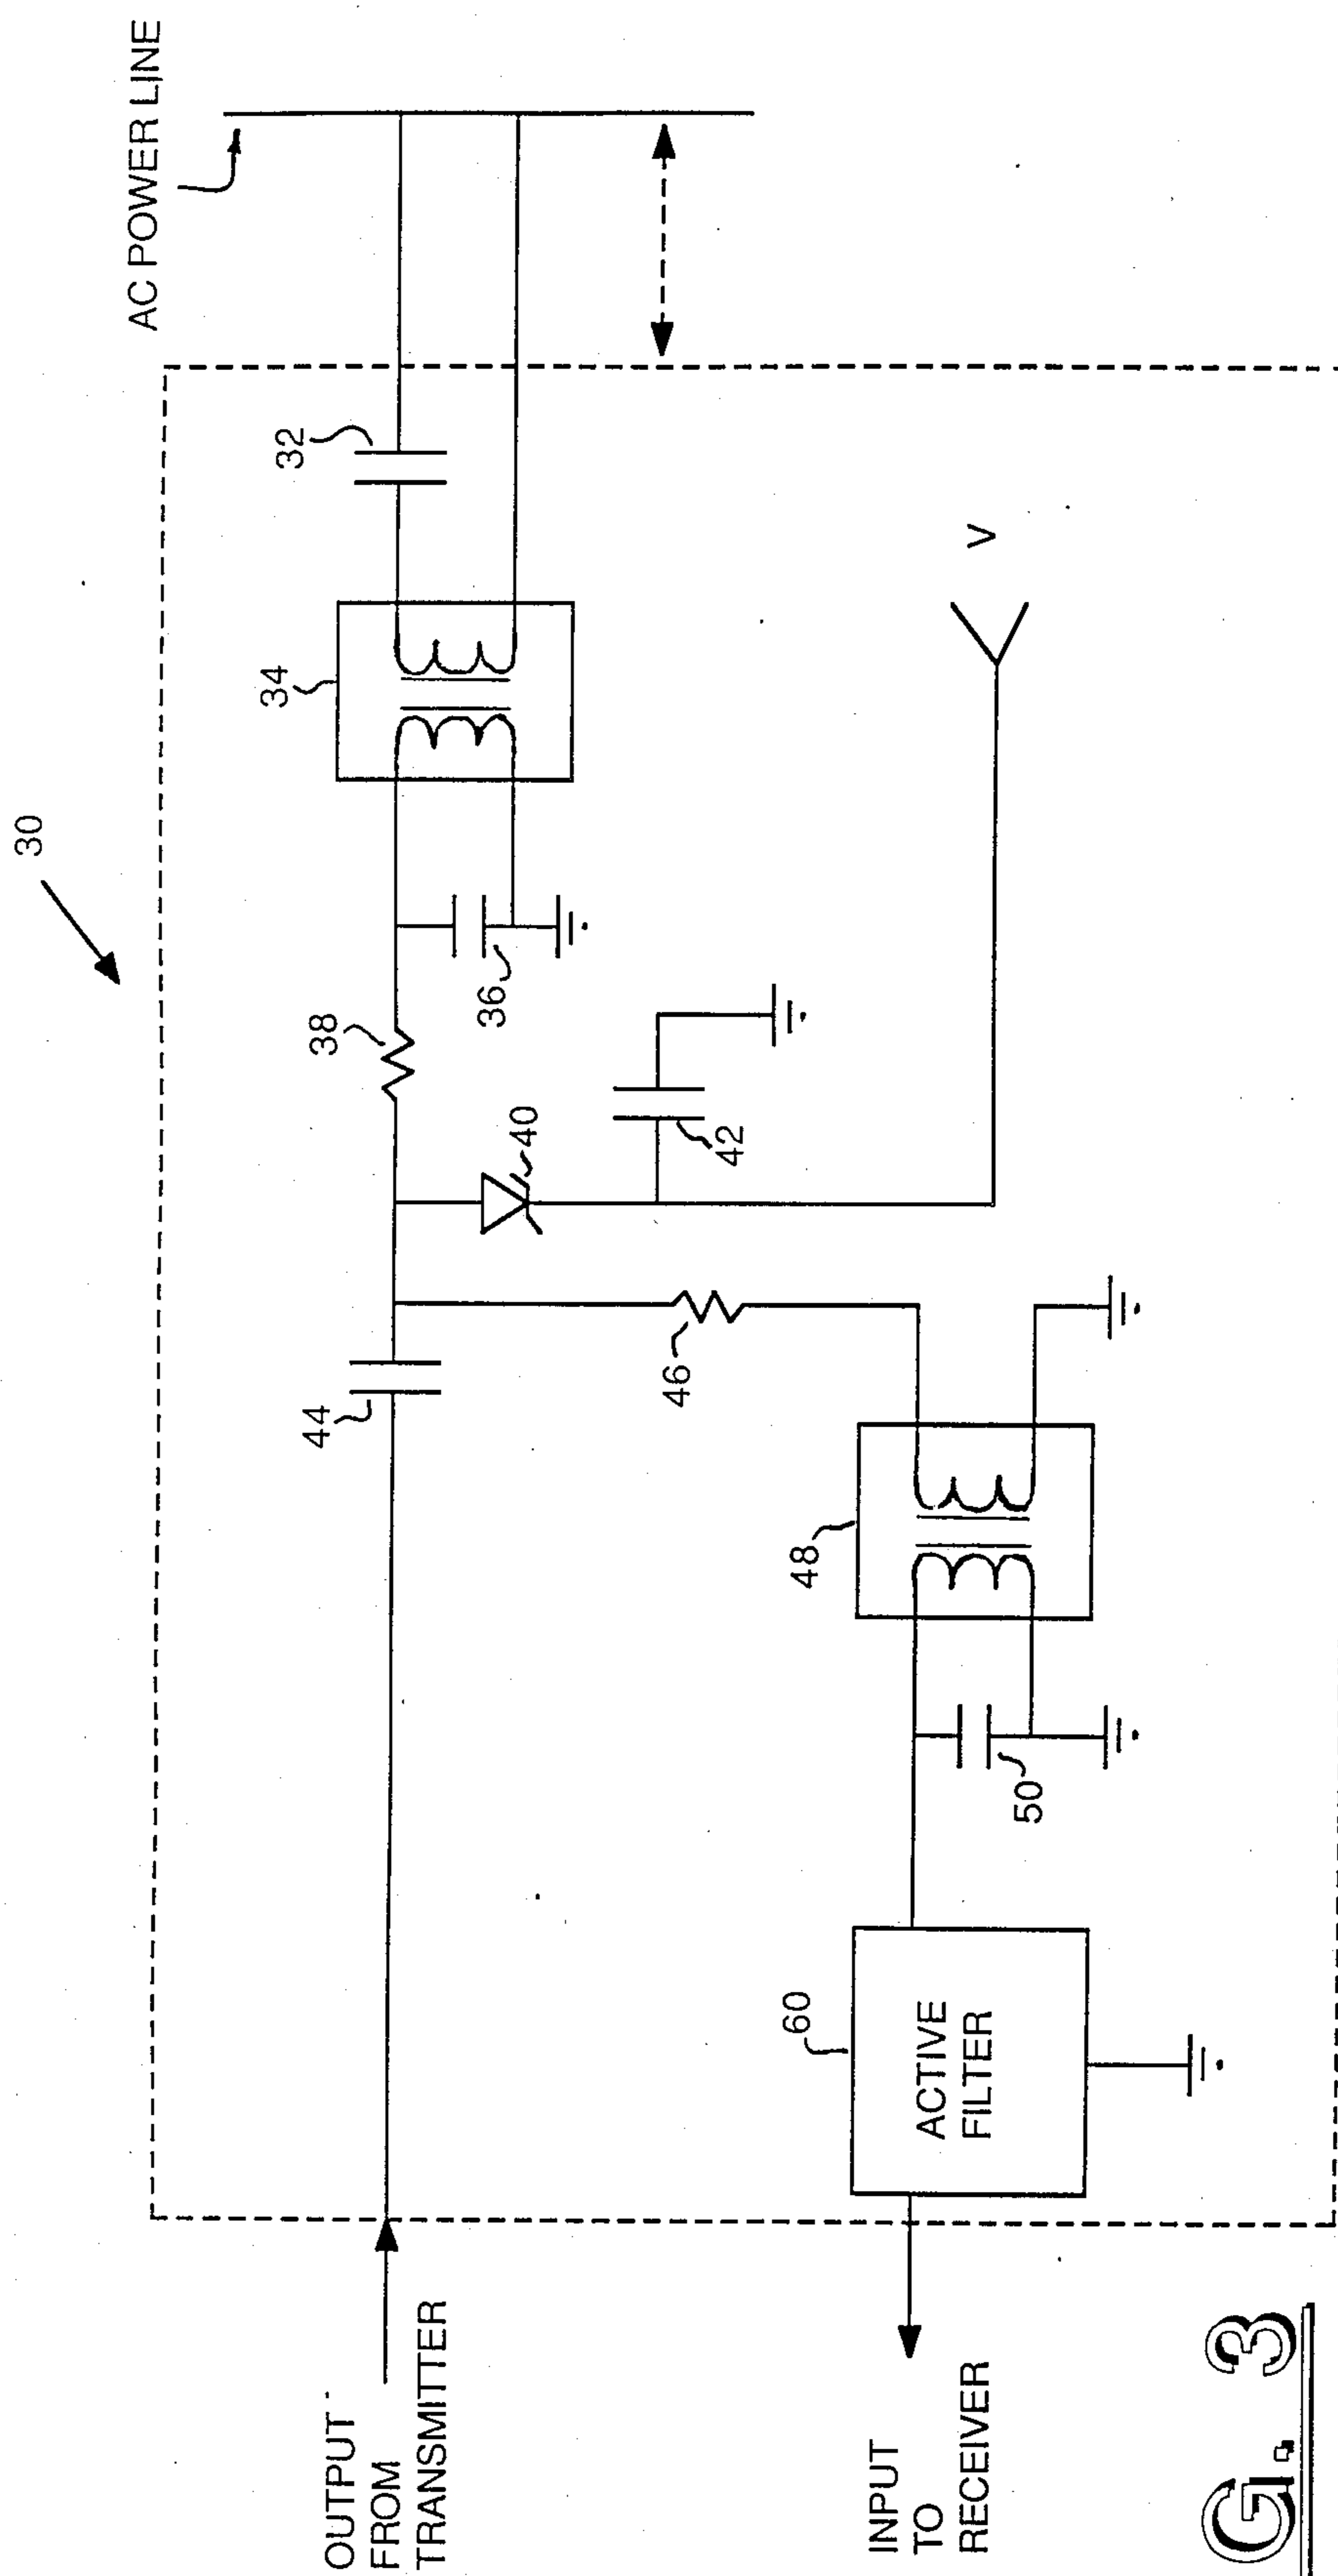 30
AC POWER LINE
OUTPUT
FROM
TRANSMITTER
44
38
34
32
36
40
42
V
46
48
50
60
ACTIVE
FILTER
INPUT
TO
RECEIVER
G. 3